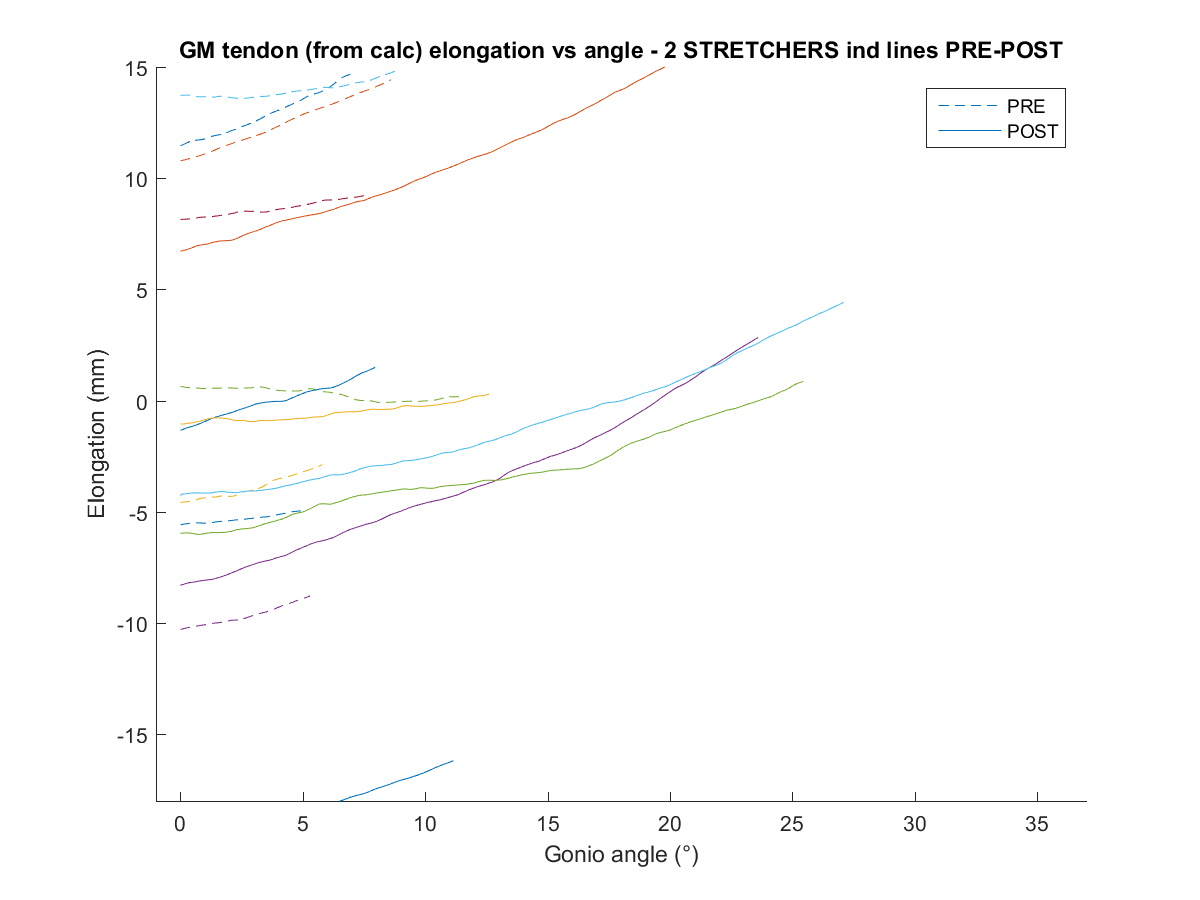 GM tendon (from calc) elongation vs angle - 2 STRETCHERS ind lines PRE-POST
PRE
POST
15
10
5
0
-5
-10
-15
Elongation (mm)
0 5 10 15 20 25 30 35
Gonio angle (°)